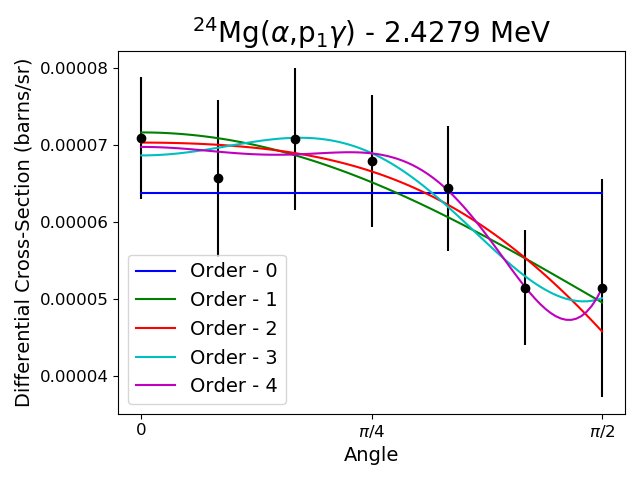 ²⁴Mg(α,p₁γ) - 2.4279 MeV
Differential Cross-Section (barns/sr)
0.00008
0.00007
0.00006
0.00005
0.00004
Order - 0
Order - 1
Order - 2
Order - 3
Order - 4
0
π/4
π/2
Angle